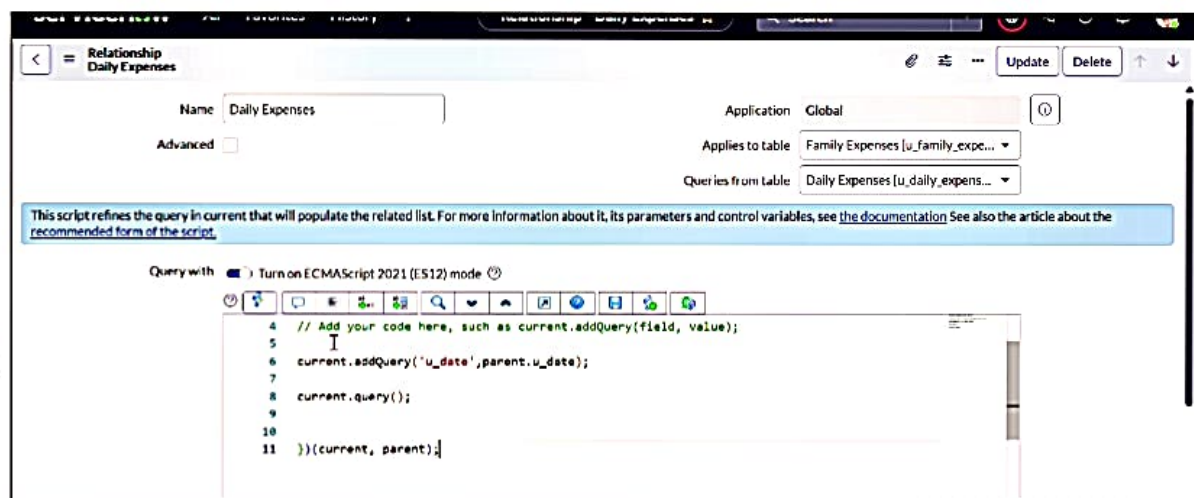 Relationship
Daily Expenses
Update
Delete
Name Daily Expenses
Application Global
Advanced
Applies to table Family Expenses [u_family_expe...
Queries from table Daily Expenses [u_daily_expens...
This script refines the query in current that will populate the related list. For more information about it, its parameters and control variables, see the documentation See also the article about the
recommended form of the script.
Query with Turn on ECMAScript 2021 (ES12) mode
4 // Add your code here, such as current.addQuery(field, value);
5
6 current.addQuery('u_date',parent.u_date);
7
8 current.query();
9
10
11 })(current, parent);